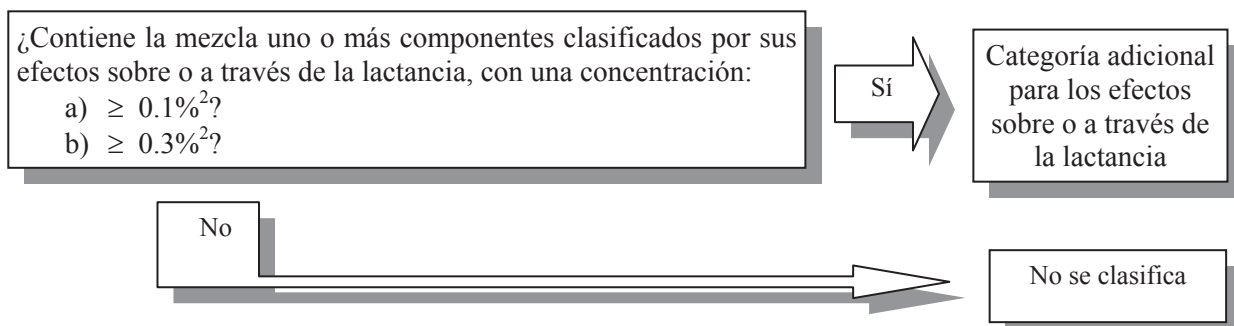 ¿Contiene la mezcla uno o más componentes clasificados por sus
efectos sobre o a través de la lactancia, con una concentración:
a) ≥ 0.1%²?
b) ≥ 0.3%²?
Sí
Categoría adicional
para los efectos
sobre o a través de
la lactancia
No
No se clasifica